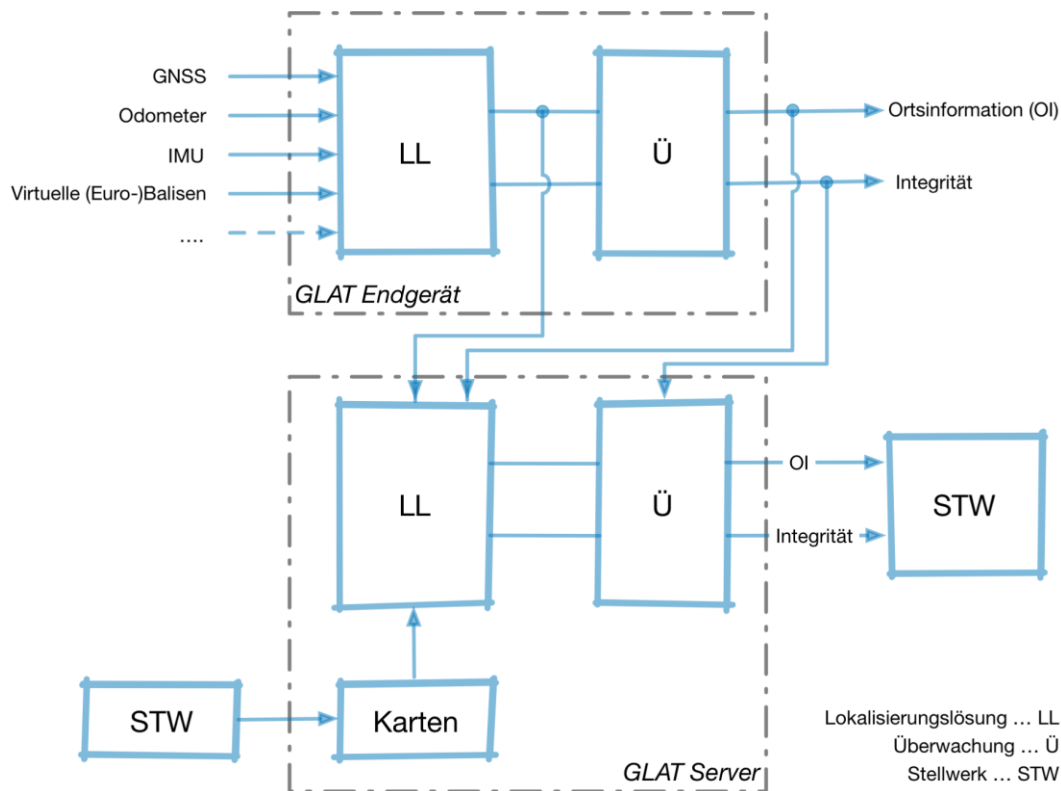 GNSS
Odometer
IMU
Virtuelle (Euro-)Balisen
....
LL
Ü
Ortsinformation (OI)
Integrität
GLAT Endgerät
LL
Ü
OI
Integrität
STW
STW
Karten
GLAT Server
Lokalisierungslösung ... LL
Überwachung ... Ü
Stellwerk ... STW